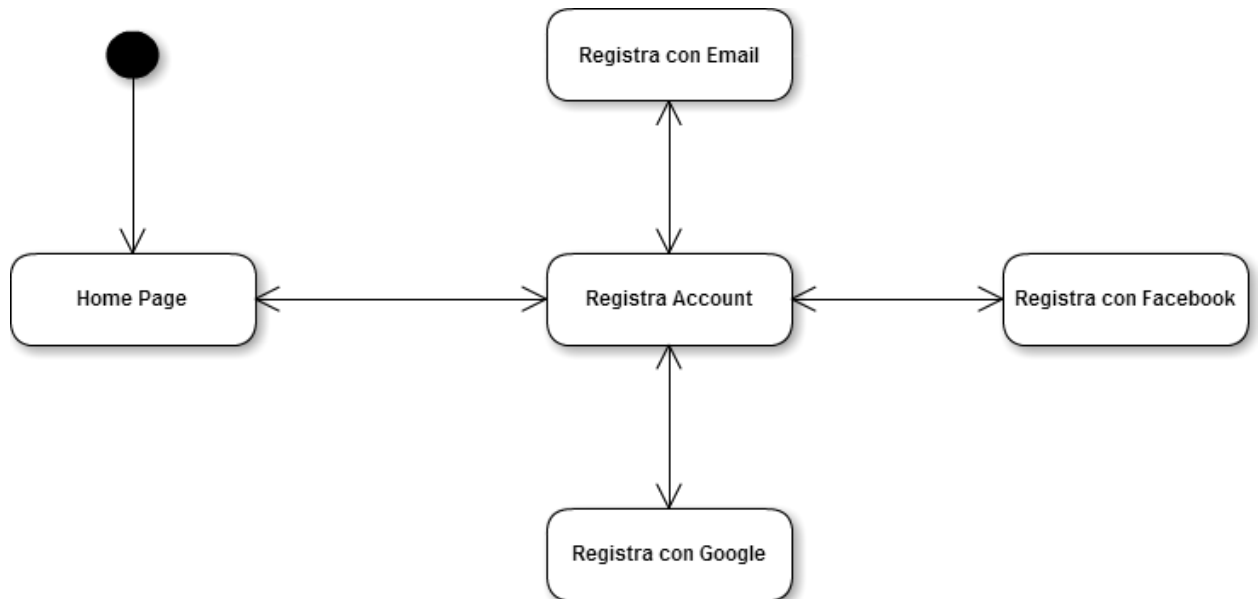 Registra con Email
Home Page
Registra Account
Registra con Facebook
Registra con Google